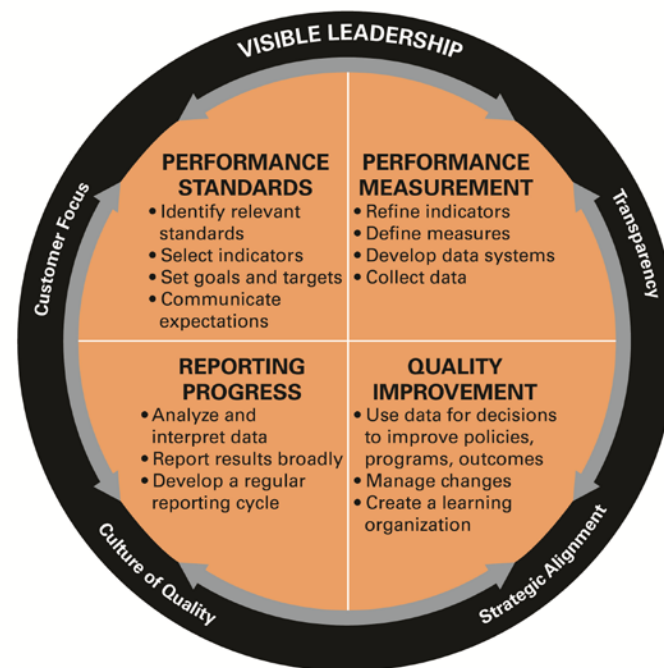 VISIBLE LEADERSHIP
Customer Focus
Transparency
PERFORMANCE
STANDARDS
• Identify relevant
standards
• Select indicators
• Set goals and targets
• Communicate
expectations
PERFORMANCE
MEASUREMENT
• Refine indicators
• Define measures
• Develop data systems
• Collect data
REPORTING
PROGRESS
• Analyze and
interpret data
• Report results broadly
• Develop a regular
reporting cycle
QUALITY
IMPROVEMENT
• Use data for decisions
to improve policies,
programs, outcomes
• Manage changes
• Create a learning
organization
Culture of Quality
Strategic Alignment